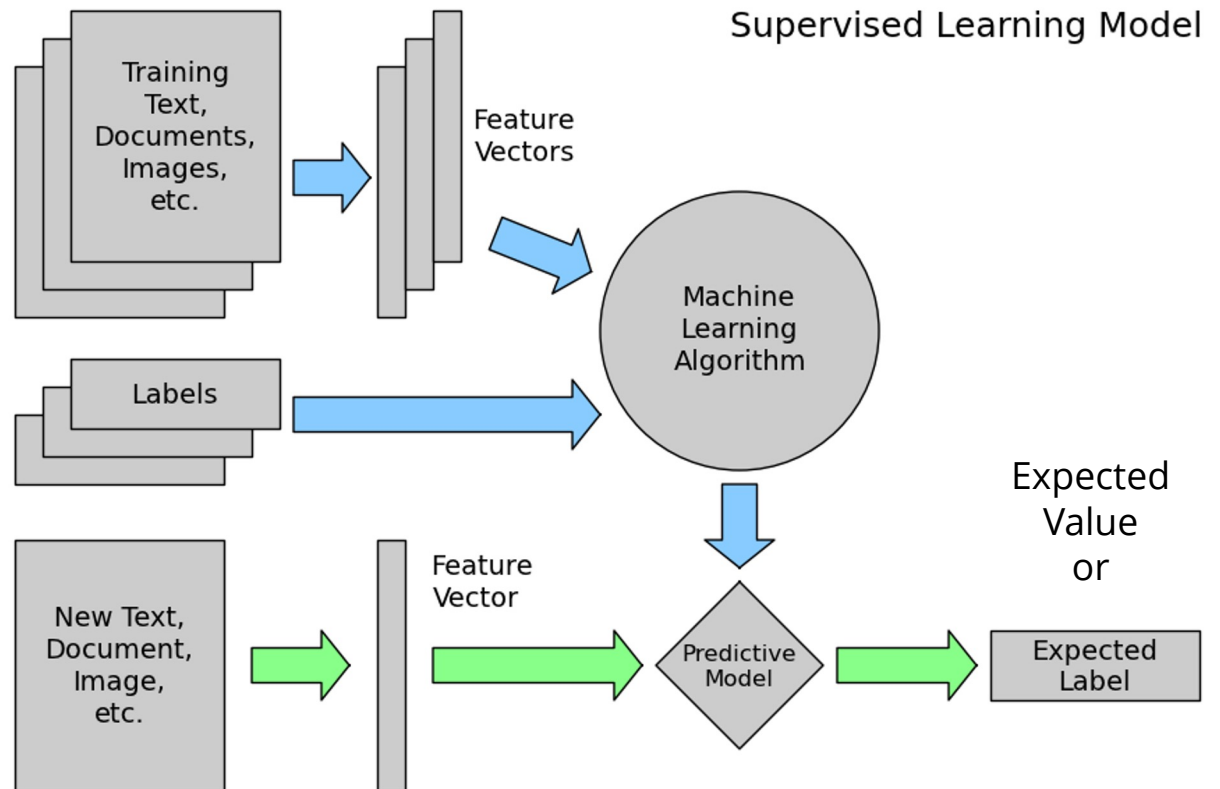 Supervised Learning Model
Training
Text,
Documents,
Images,
etc.
Feature
Vectors
Machine
Learning
Algorithm
Labels
Expected
Value
or
New Text,
Document,
Image,
etc.
Feature
Vector
Predictive
Model
Expected
Label